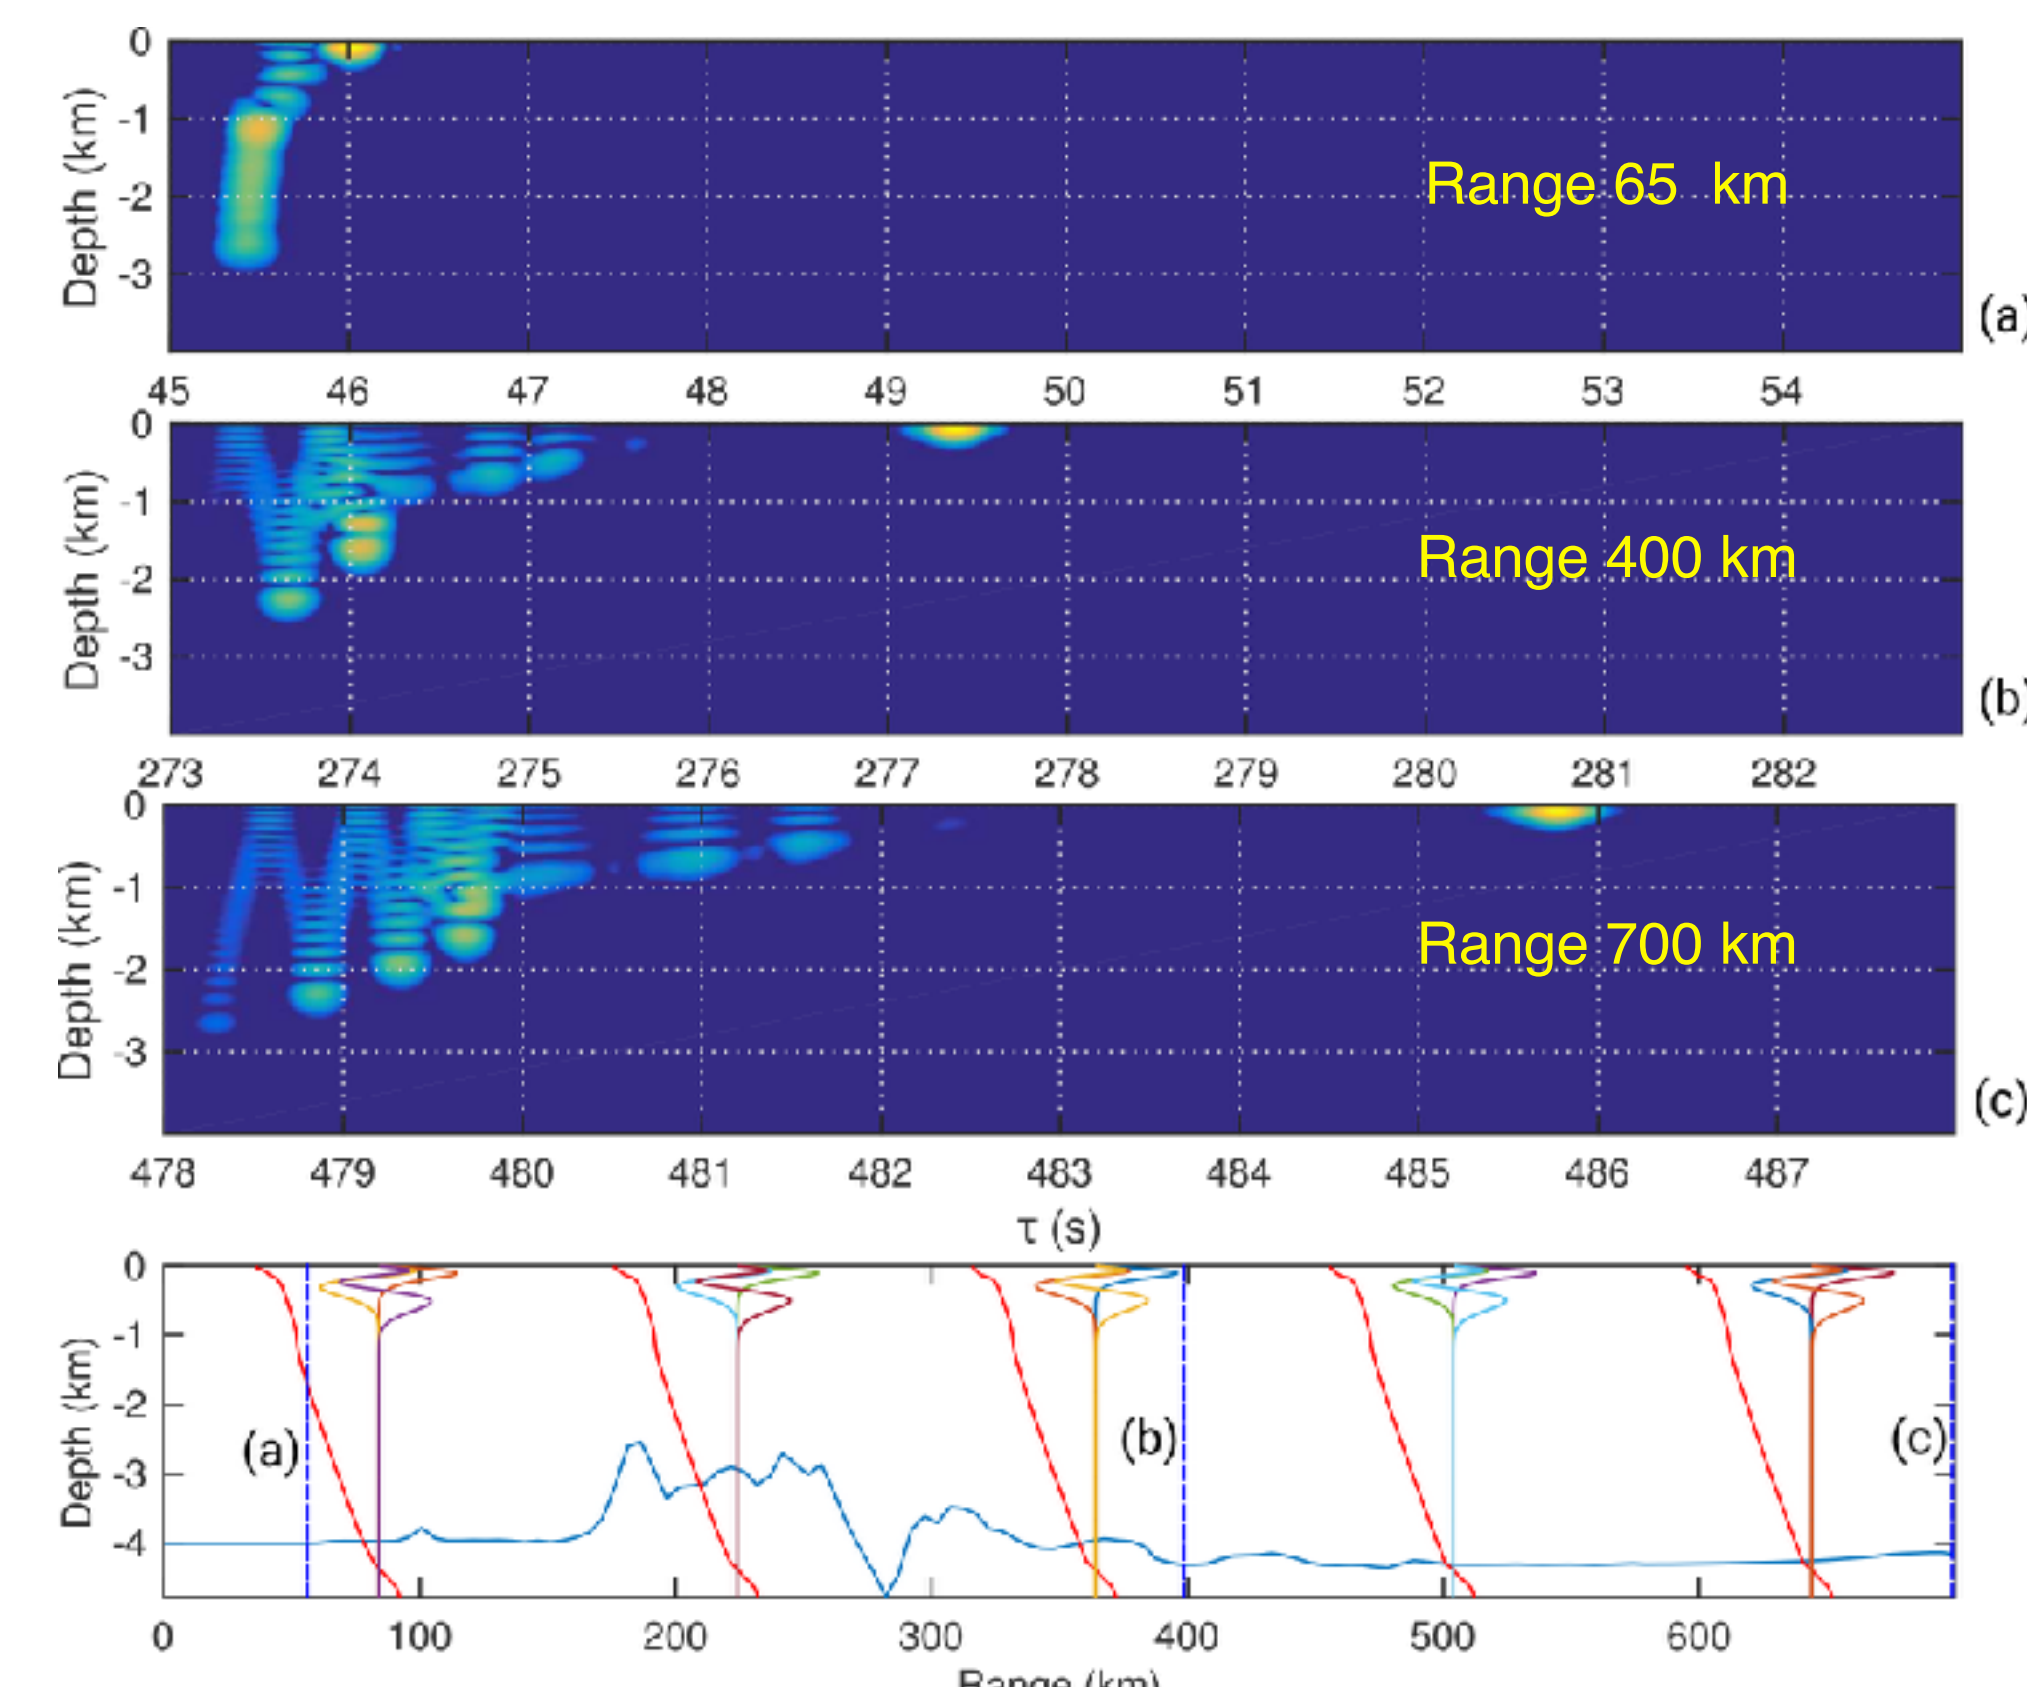 0
-1
-2
-3
Depth (km)
Range 65 km
(a)
45 46 47 48 49 50 51 52 53 54
0
-1
-2
-3
Depth (km)
Range 400 km
(b)
273 274 275 276 277 278 279 280 281 282
0
-1
-2
-3
Depth (km)
Range 700 km
(c)
478 479 480 481 482 483 484 485 486 487
τ (s)
0
-1
-2
-3
-4
Depth (km)
(a) (b) (c)
0 100 200 300 400 500 600
Range (km)